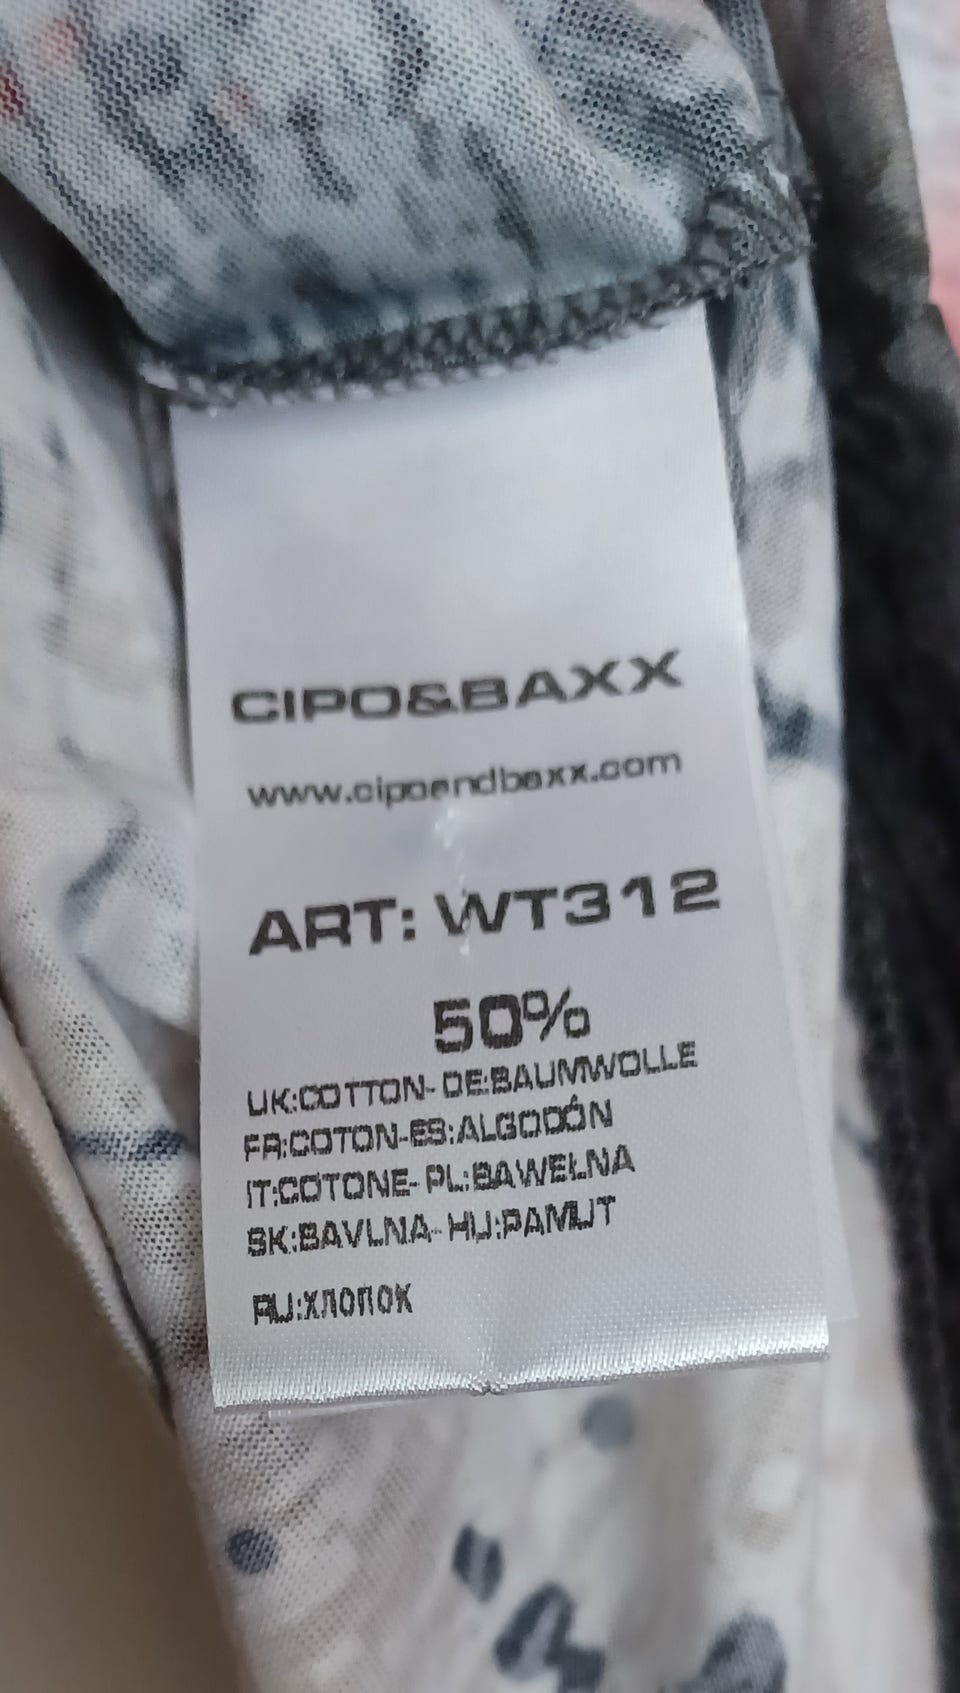 CIPO&BAXX
www.cipoandbaxx.com
ART: WT312
50%
UK:COTTON- DE:BAUMWOLLE
FR:COTON-ES:ALGODÓN
IT:COTONE- PL:BAWEŁNA
SK:BAVLNA- HU:PAMUT
RU:ХЛОПОК